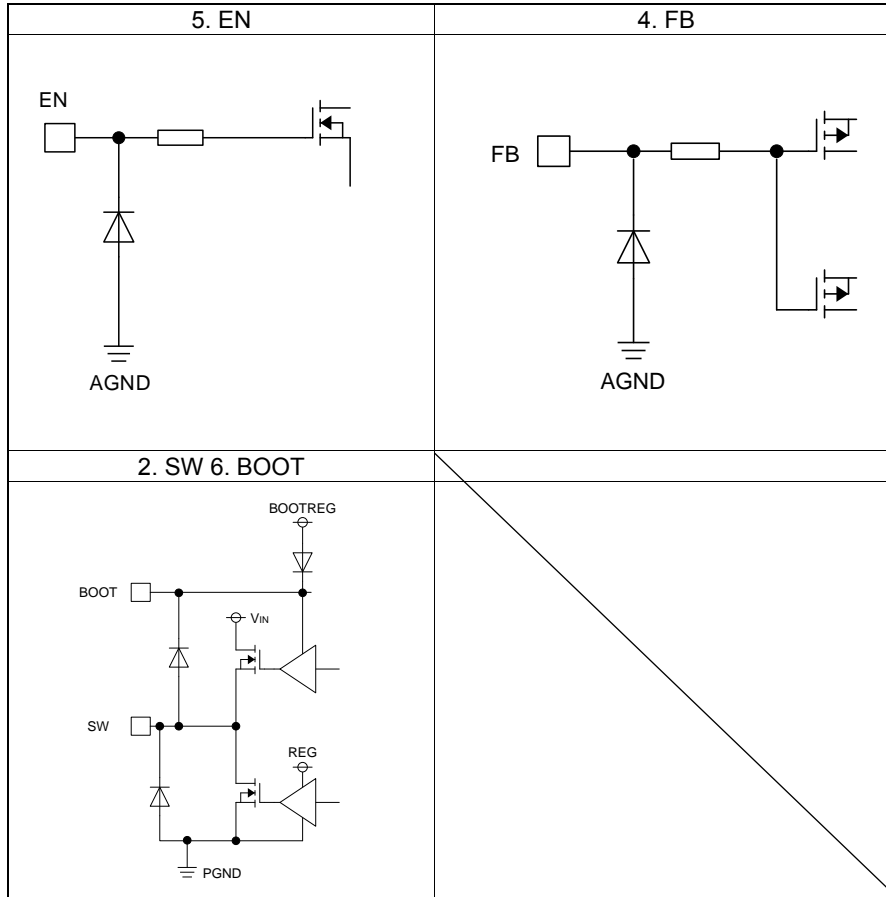 5. EN
4. FB
EN
AGND
FB
AGND
2. SW 6. BOOT
BOOTREG
BOOT
VIN
SW
REG
PGND